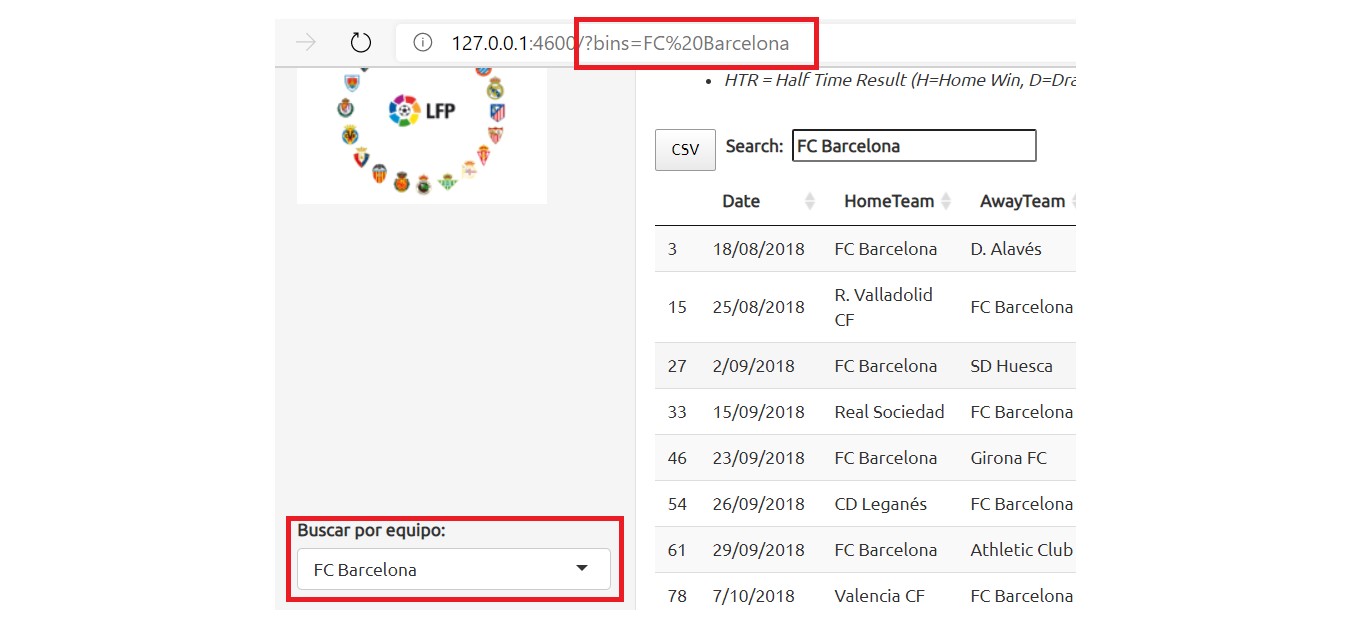 127.0.0.1:4600/?bins=FC%20Barcelona
LFP
• HTR = Half Time Result (H=Home Win, D=Dra
CSV Search: FC Barcelona
Date HomeTeam AwayTeam
3 18/08/2018 FC Barcelona D. Alavés
15 25/08/2018 R. Valladolid CF FC Barcelona
27 2/09/2018 FC Barcelona SD Huesca
33 15/09/2018 Real Sociedad FC Barcelona
46 23/09/2018 FC Barcelona Girona FC
54 26/09/2018 CD Leganés FC Barcelona
61 29/09/2018 FC Barcelona Athletic Club
78 7/10/2018 Valencia CF FC Barcelona
Buscar por equipo:
FC Barcelona